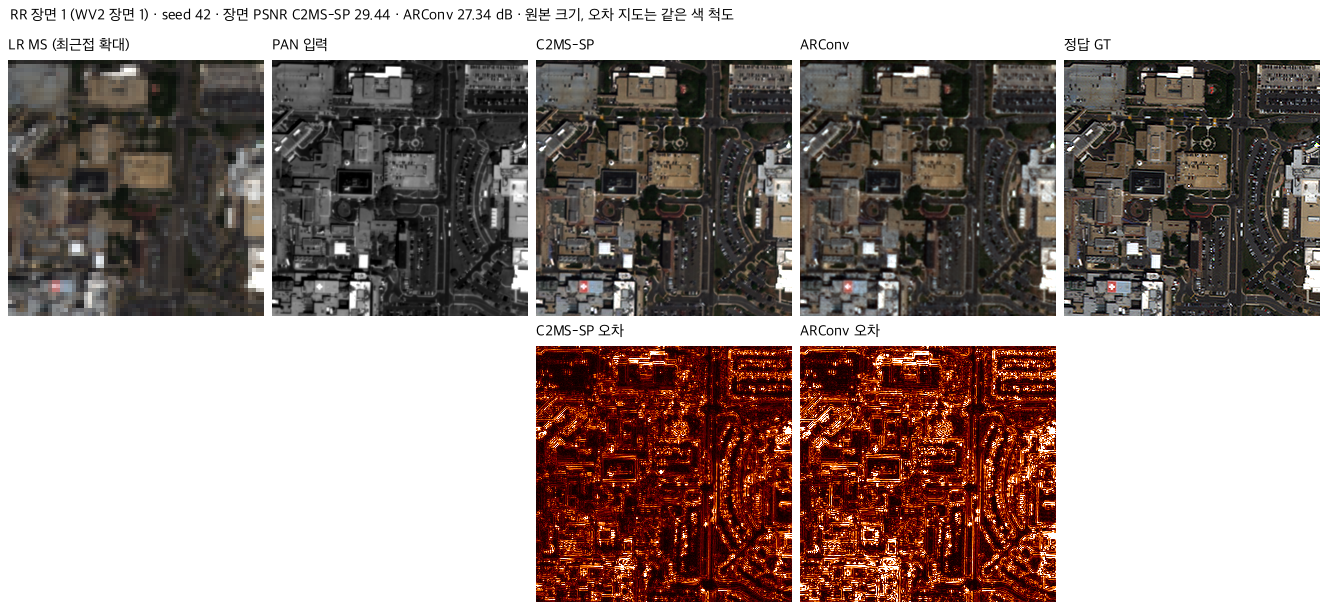 RR 장면 1 (WV2 장면 1) · seed 42 · 장면 PSNR C2MS-SP 29.44 · ARConv 27.34 dB · 원본 크기, 오차 지도는 같은 색 척도
LR MS (최근접 확대)
PAN 입력
C2MS-SP
ARConv
정답 GT
C2MS-SP 오차
ARConv 오차